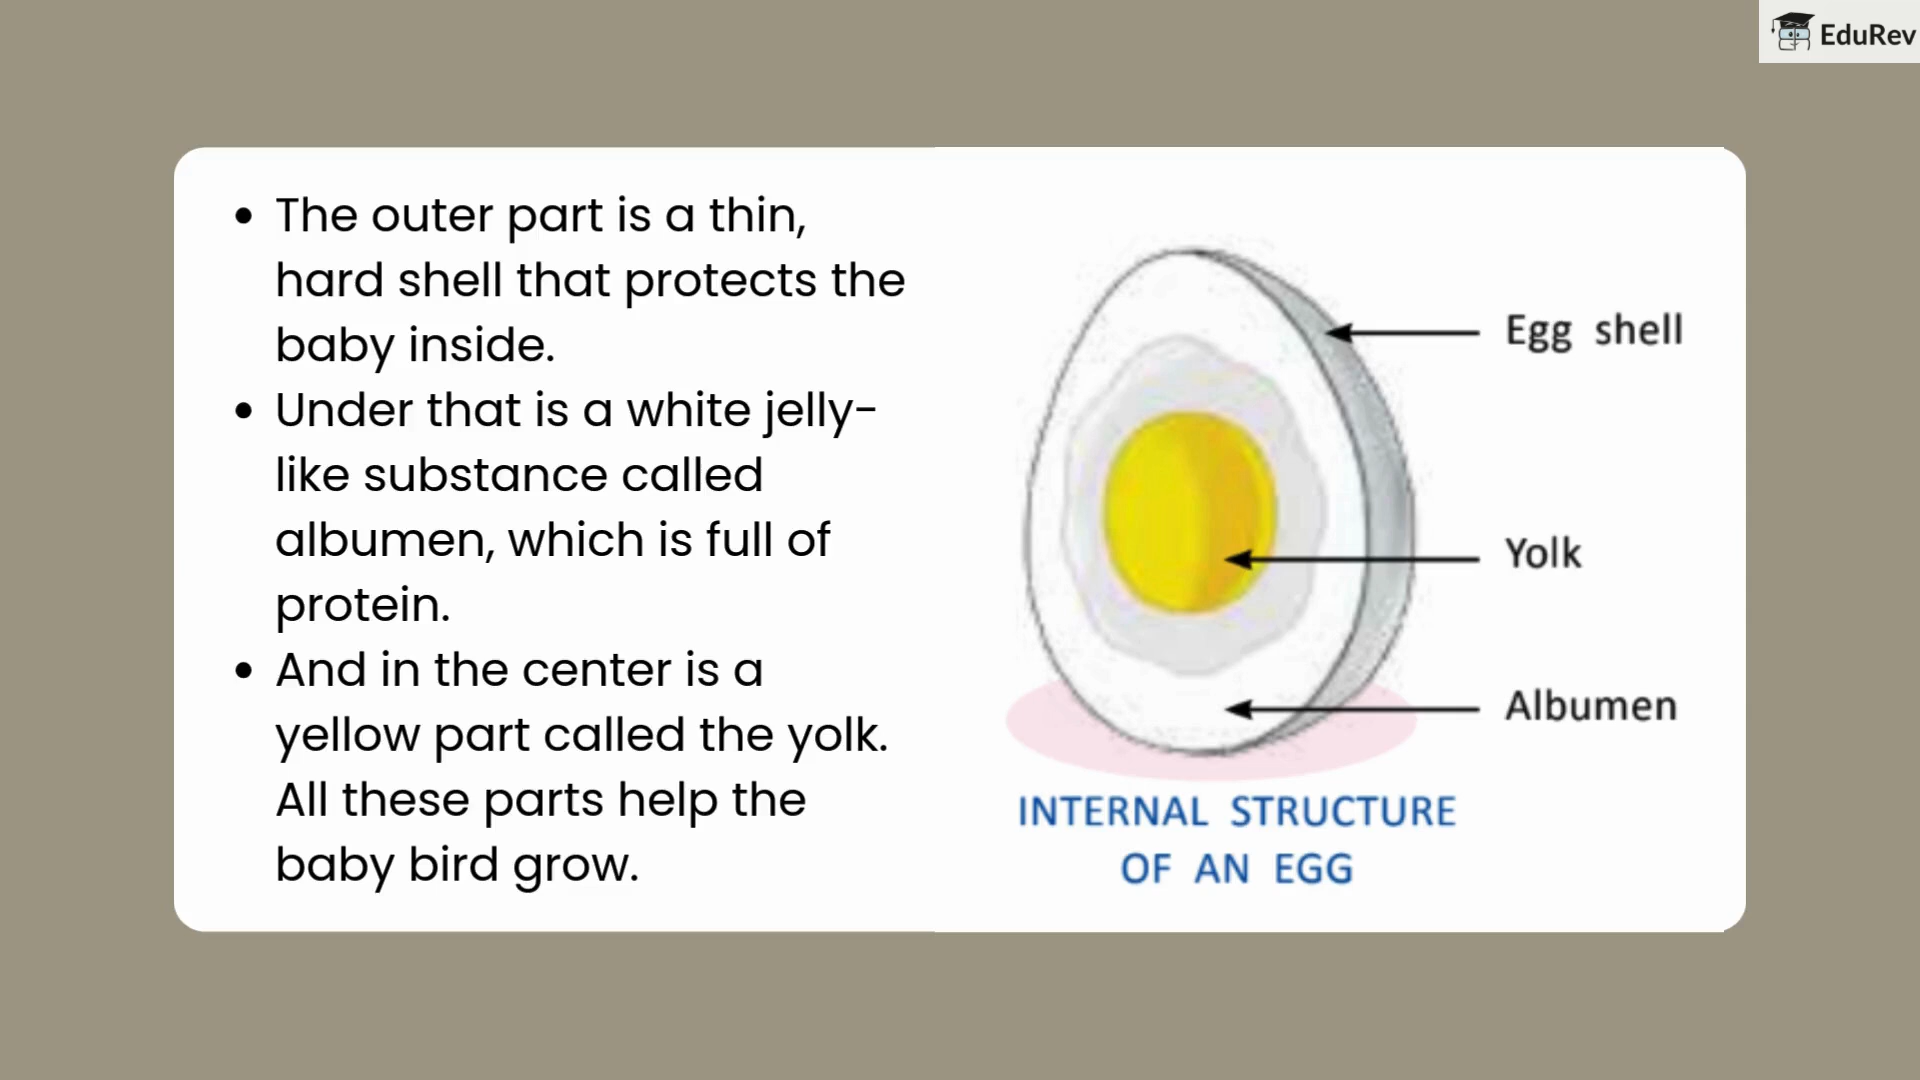 EduRev
• The outer part is a thin,
hard shell that protects the
baby inside.
• Under that is a white jelly-
like substance called
albumen, which is full of
protein.
• And in the center is a
yellow part called the yolk.
All these parts help the
baby bird grow.
Egg shell
Yolk
Albumen
INTERNAL STRUCTURE
OF AN EGG